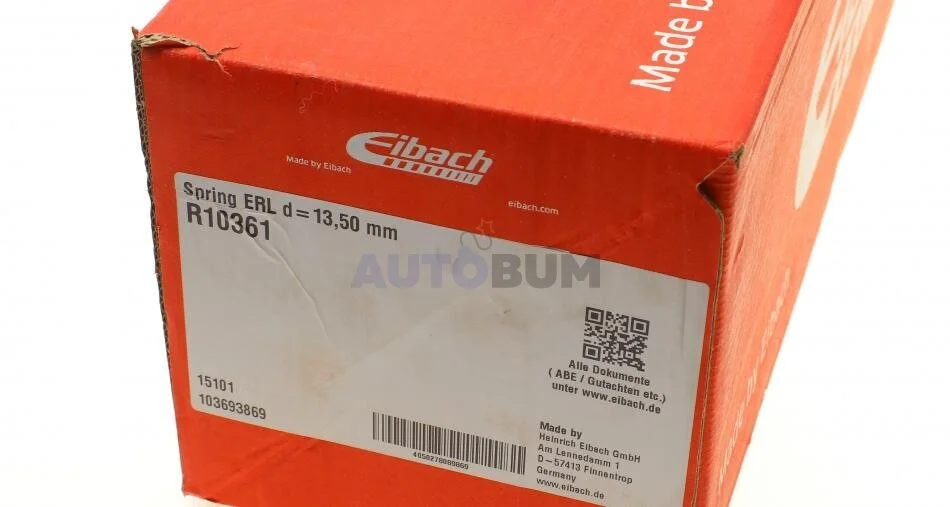 Made b
Eibach
Made by Eibach
eibach.com
Spring ERL d=13,50 mm
R10361
AUTOBUM
Alle Dokumente
( ABE / Gutachten etc.)
unter www.eibach.de
15101
103693869
4050278089869
Made by
Heinrich Eibach GmbH
Am Lennedamm 1
D-57413 Finnentrop
Germany
www.eibach.de